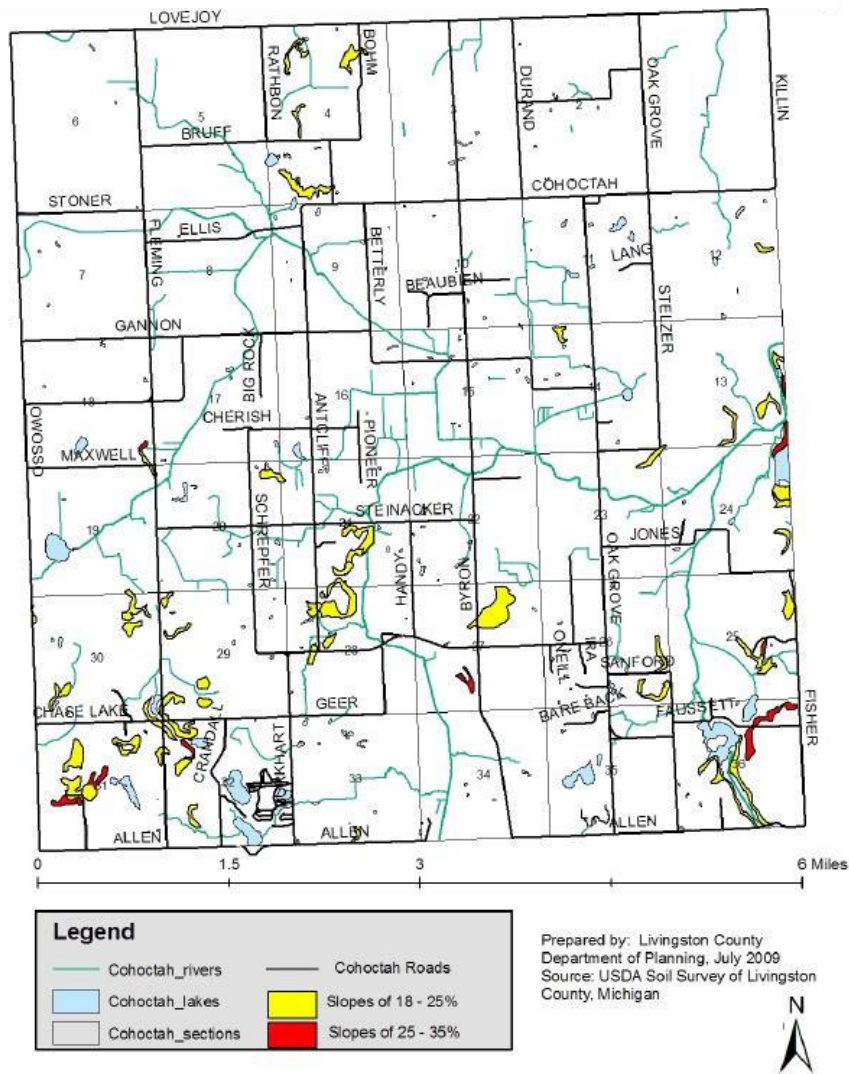 LOVEJOY
BOHM
RATHBON
DURAND
OAK GROVE
KILLIN
6
5
4
2
BRUFF
STONER
COHOCTAH
FLEMING
ELLIS
BETTERLY
LANG
7
8
9
10
11
12
BEAUBIEN
STELZER
GANNON
BIG ROCK
13
14
15
16
17
18
ANTCLIFF
PIONEER
CHERISH
OWOSSO
MAXWELL
SCHREPFER
STEINACKER
19
20
21
22
23
24
JONES
HANDY
BYRON
OAK GROVE
IRA
ONEILL
30
29
28
27
26
25
SANFORD
CHASE LAKE
GEER
BARE BACK
FAUSSETT
FISHER
CRANDALL
31
33
34
35
36
ALLEN
ALLEN
ALLEN
0
1.5
3
6 Miles
Legend
Cohoctah_rivers
Cohoctah Roads
Cohoctah_lakes
Slopes of 18 - 25%
Cohoctah_sections
Slopes of 25 - 35%
Prepared by: Livingston County
Department of Planning, July 2009
Source: USDA Soil Survey of Livingston
County, Michigan
N